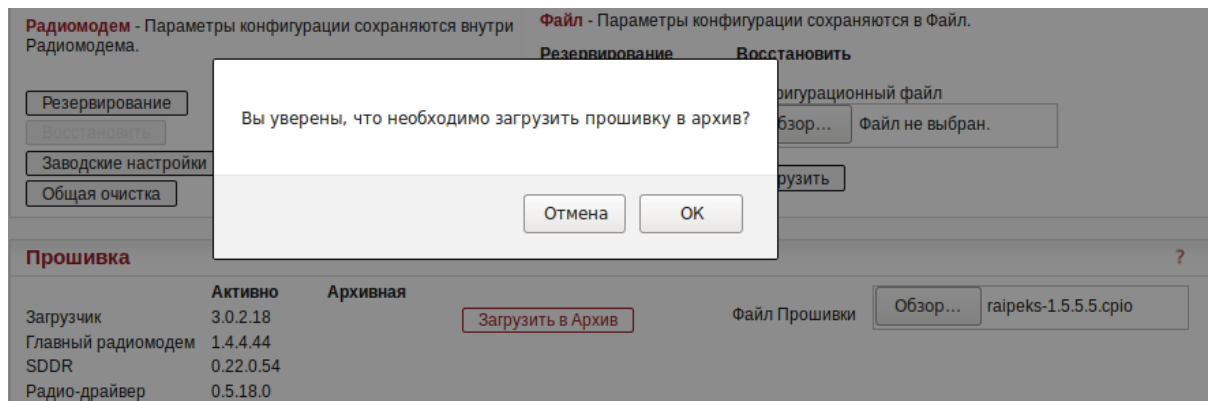 Радиомодем - Параметры конфигурации сохраняются внутри
Радиомодема.
Файл - Параметры конфигурации сохраняются в Файл.
Резервирование Восстановить
Резервирование
Восстановить
Заводские настройки
Общая очистка
фигурационный файл
бзор... Файл не выбран.
рузить
Вы уверены, что необходимо загрузить прошивку в архив?
Отмена OK
Прошивка ?
Активно Архивная
Загрузчик 3.0.2.18 Загрузить в Архив Файл Прошивки Обзор... raipeks-1.5.5.5.cpio
Главный радиомодем 1.4.4.44
SDDR 0.22.0.54
Радио-драйвер 0.5.18.0